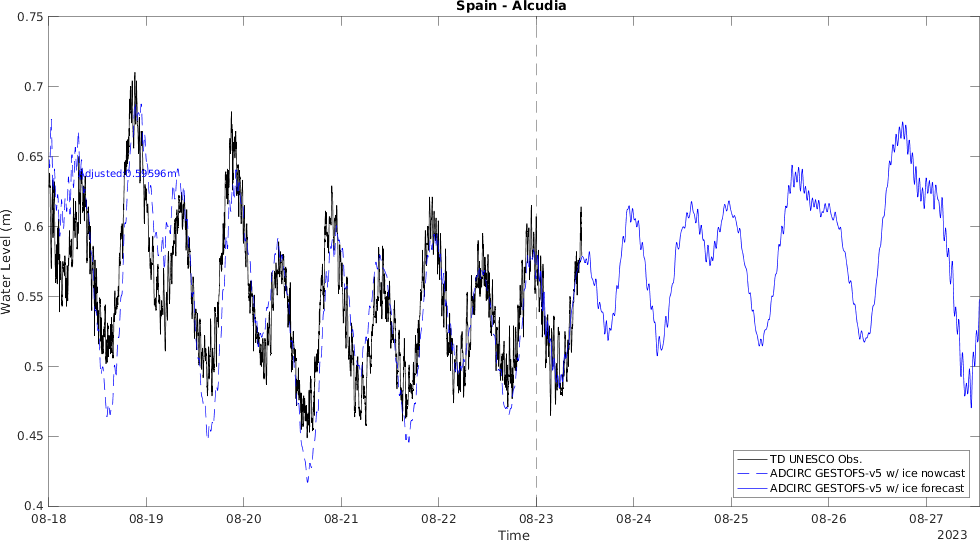 Spain - Alcudia
0.75
0.7
0.65
0.6
0.55
0.5
0.45
0.4
Water Level (m)
adjusted:0.59596m
TD UNESCO Obs.
ADCIRC GESTOFS-v5 w/ ice nowcast
ADCIRC GESTOFS-v5 w/ ice forecast
08-18 08-19 08-20 08-21 08-22 08-23 08-24 08-25 08-26 08-27
Time
2023